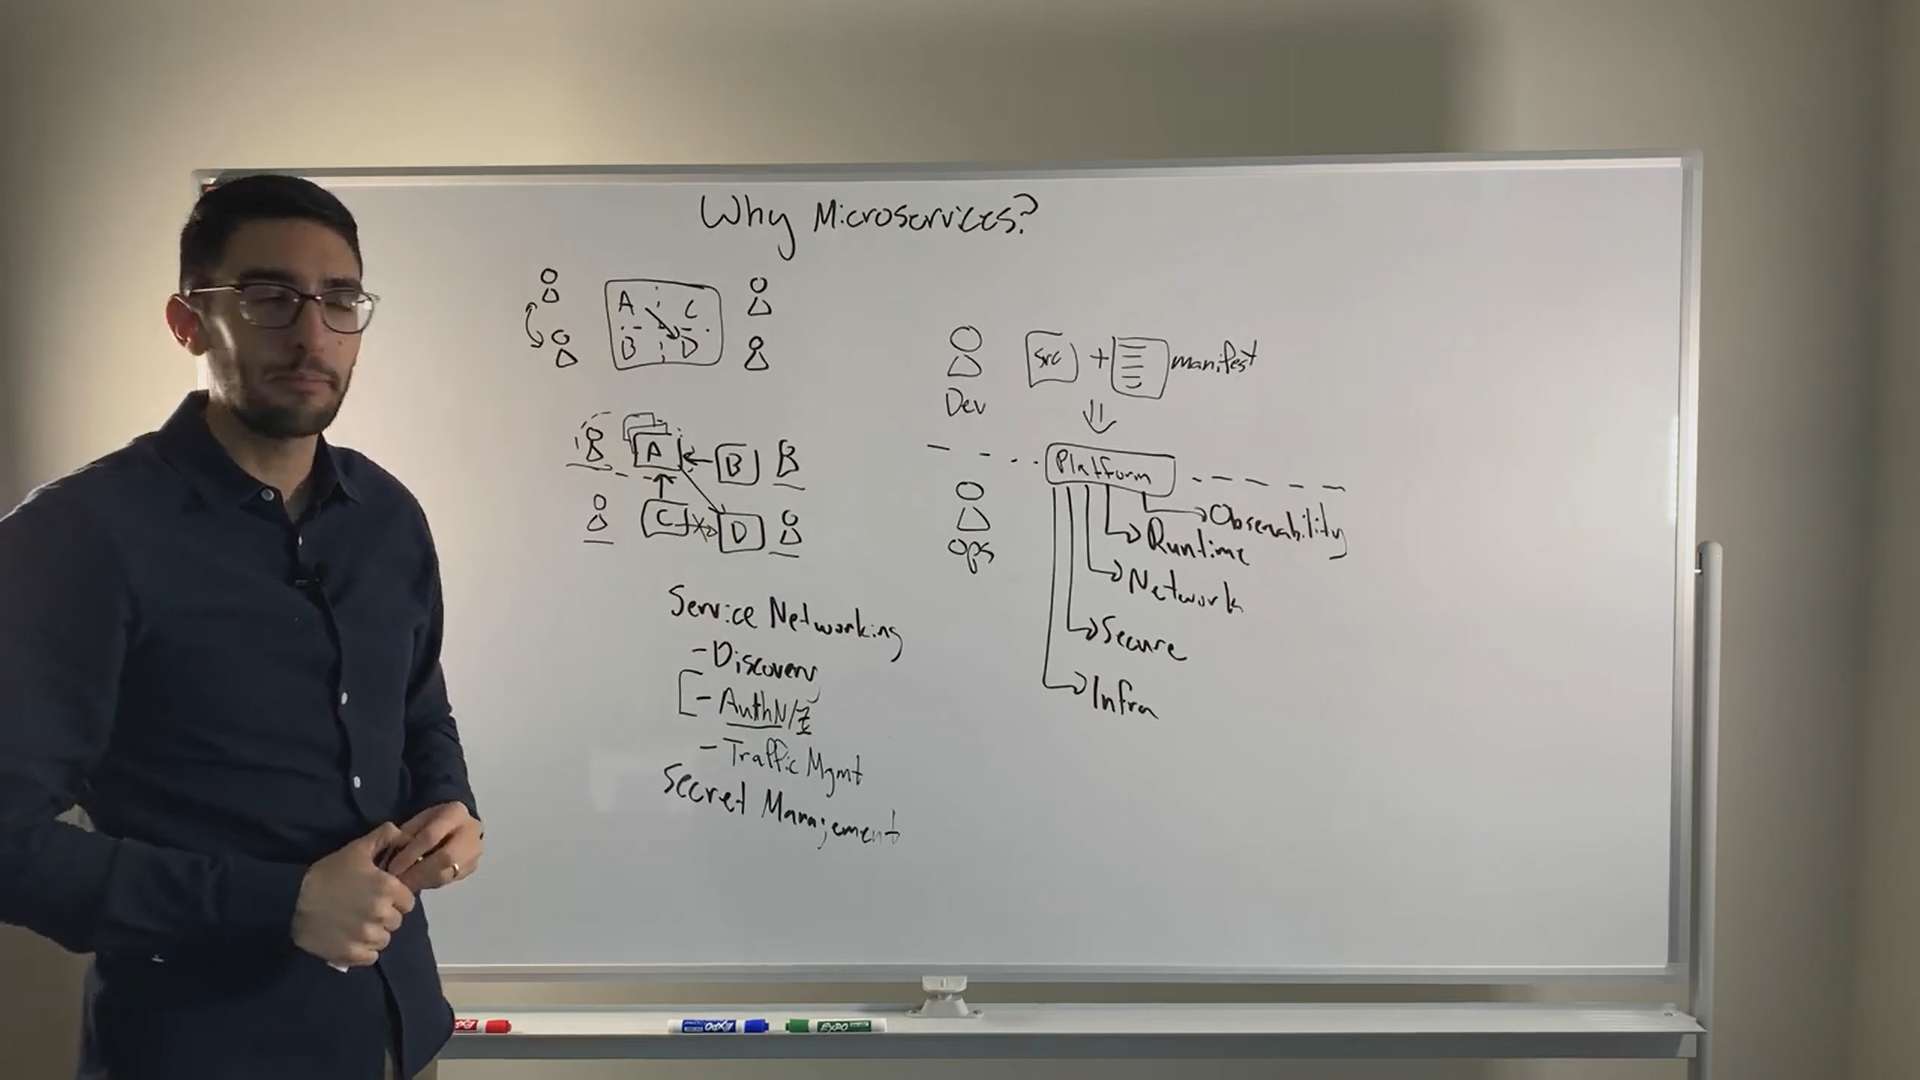 Why Microservices?
A C
B D
A B
C D
Service Networking
- Discovery
- AuthN/Z
- Traffic Mgmt
Secret Management
src + manifest
Dev
Platform
Ops
Observability
Runtime
Network
Secure
Infra
EXPO
EXPO
EXPO